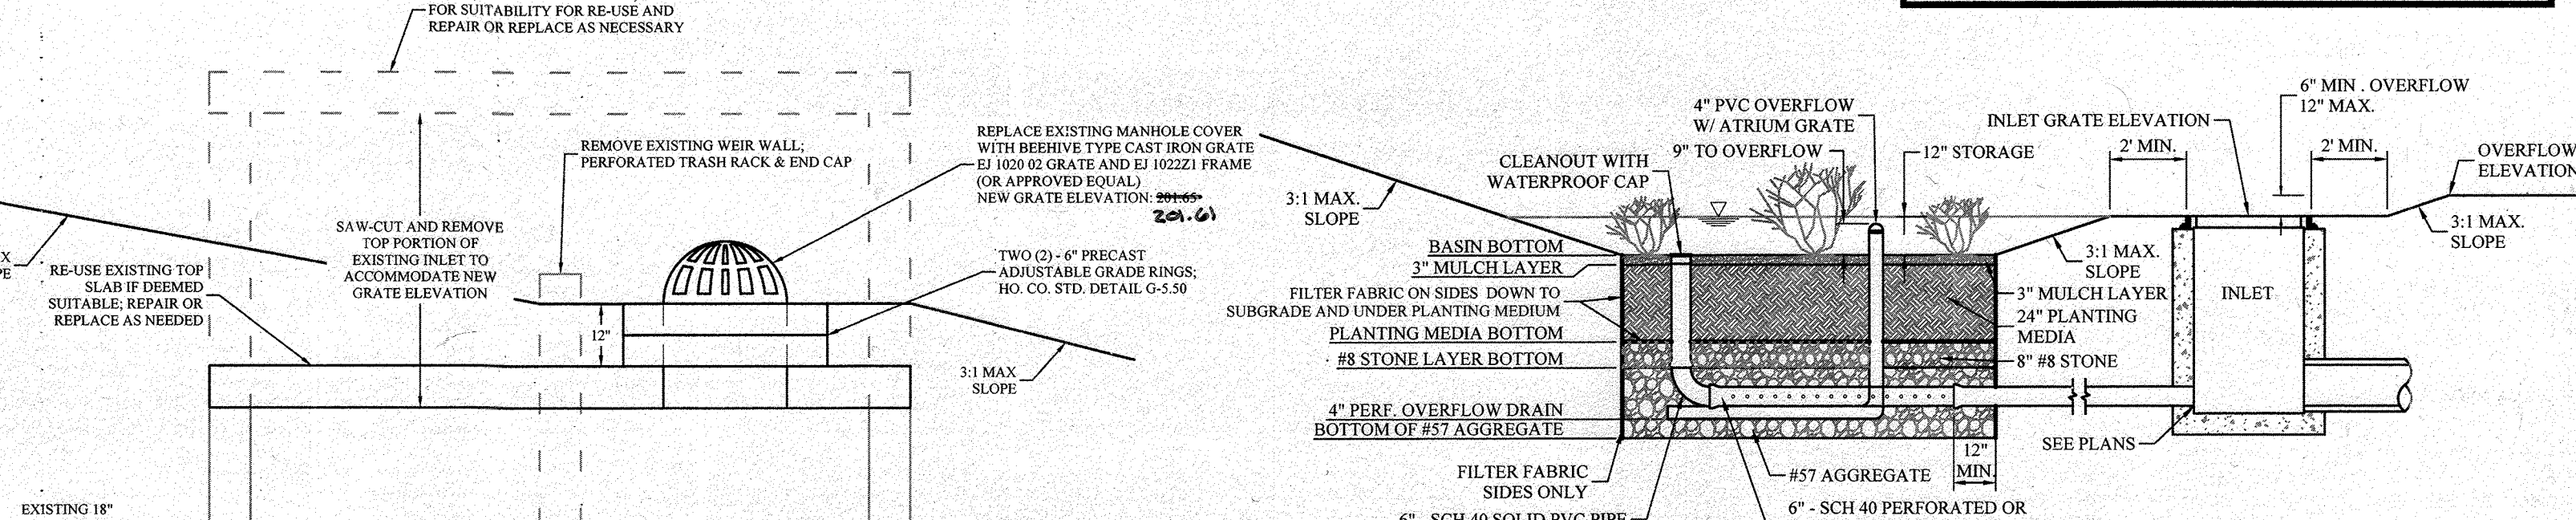 FOR SUITABILITY FOR RE-USE AND
REPAIR OR REPLACE AS NECESSARY
REMOVE EXISTING WEIR WALL;
PERFORATED TRASH RACK & END CAP
REPLACE EXISTING MANHOLE COVER
WITH BEEHIVE TYPE CAST IRON GRATE
EJ 1020 02 GRATE AND EJ 1022Z1 FRAME
(OR APPROVED EQUAL)
NEW GRATE ELEVATION: 201.65
201.61
SAW-CUT AND REMOVE
TOP PORTION OF
EXISTING INLET TO
ACCOMMODATE NEW
GRATE ELEVATION
RE-USE EXISTING TOP
SLAB IF DEEMED
SUITABLE; REPAIR OR
REPLACE AS NEEDED
12"
TWO (2) - 6" PRECAST
ADJUSTABLE GRADE RINGS;
HO. CO. STD. DETAIL G-5.50
3:1 MAX
SLOPE
EXISTING 18"
3:1 MAX.
SLOPE
CLEANOUT WITH
WATERPROOF CAP
4" PVC OVERFLOW
W/ ATRIUM GRATE
9" TO OVERFLOW
12" STORAGE
INLET GRATE ELEVATION
2' MIN.
6" MIN . OVERFLOW
12" MAX.
2' MIN.
OVERFLOW
ELEVATION
3:1 MAX.
SLOPE
3:1 MAX.
SLOPE
BASIN BOTTOM
3" MULCH LAYER
FILTER FABRIC ON SIDES DOWN TO
SUBGRADE AND UNDER PLANTING MEDIUM
PLANTING MEDIA BOTTOM
#8 STONE LAYER BOTTOM
4" PERF. OVERFLOW DRAIN
BOTTOM OF #57 AGGREGATE
3" MULCH LAYER
24" PLANTING
MEDIA
8" #8 STONE
INLET
SEE PLANS
12"
MIN.
FILTER FABRIC
SIDES ONLY
#57 AGGREGATE
6" - SCH 40 SOLID PVC PIPE
6" - SCH 40 PERFORATED OR